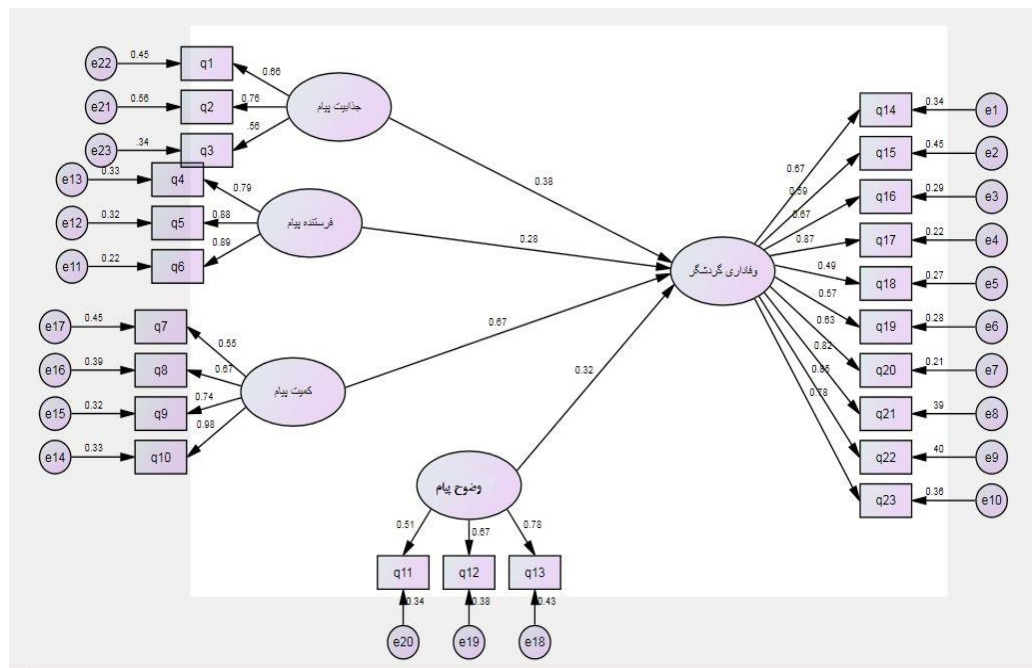 e22 0.45 q1 0.66
e21 0.56 q2 0.76
جذابیت پیام
e23 .34 q3 .56
e13 0.33 q4 0.79
e12 0.32 q5 0.88
فرستنده پیام
e11 0.22 q6 0.89
0.38
0.28
e17 0.45 q7 0.55
e16 0.39 q8 0.67
کمیت پیام
e15 0.32 q9 0.74
e14 0.33 q10 0.98
0.67
0.32
وضوح پیام
0.51 0.67 0.78
q11 q12 q13
0.34 0.38 0.43
e20 e19 e18
وفاداری گردشگر
0.67 q14 0.34 e1
0.59 q15 0.45 e2
0.67 q16 0.29 e3
0.87 q17 0.22 e4
0.49 q18 0.27 e5
0.57 q19 0.28 e6
0.63 q20 0.21 e7
0.82 q21 39 e8
q22 40 e9
0.78 q23 0.36 e10